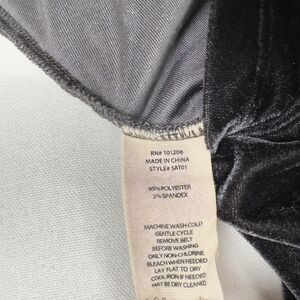 RN# 101206
MADE IN CHINA
STYLE# SAT01
95% POLYESTER
5% SPANDEX
MACHINE WASH COLD
GENTLE CYCLE
REMOVE BELT
BEFORE WASHING
ONLY NON-CHLORINE
BLEACH WHEN NEEDED
LAY FLAT TO DRY
COOL IRON IF NEEDED
MAY BE DRY CLEANED